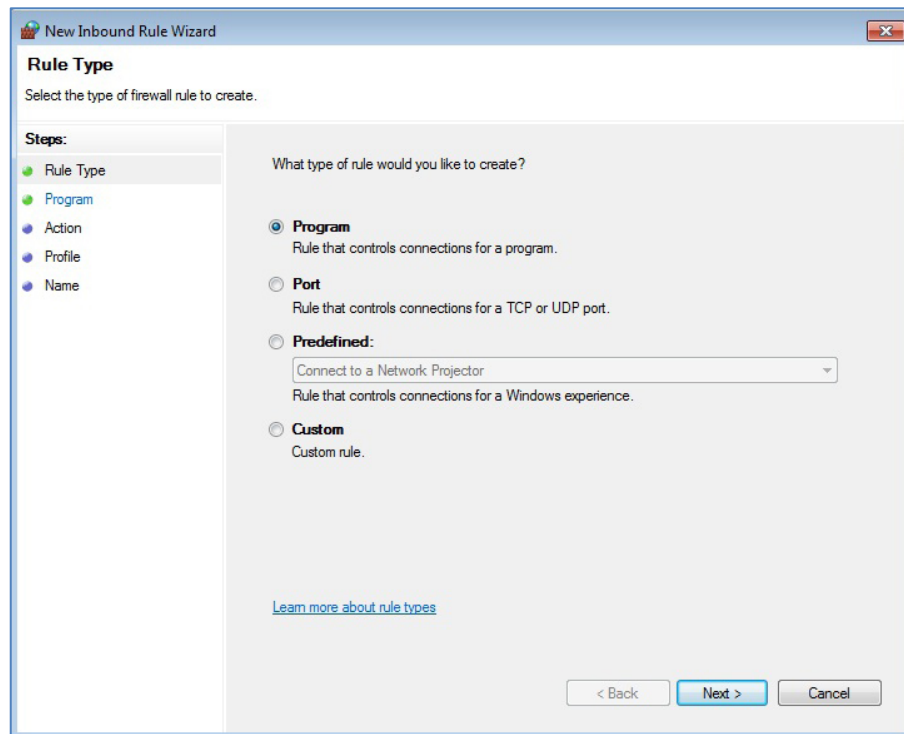 New Inbound Rule Wizard
Rule Type
Select the type of firewall rule to create.
Steps:
Rule Type
Program
Action
Profile
Name
What type of rule would you like to create?
Program
Rule that controls connections for a program.
Port
Rule that controls connections for a TCP or UDP port.
Predefined:
Connect to a Network Projector
Rule that controls connections for a Windows experience.
Custom
Custom rule.
Learn more about rule types
< Back
Next >
Cancel